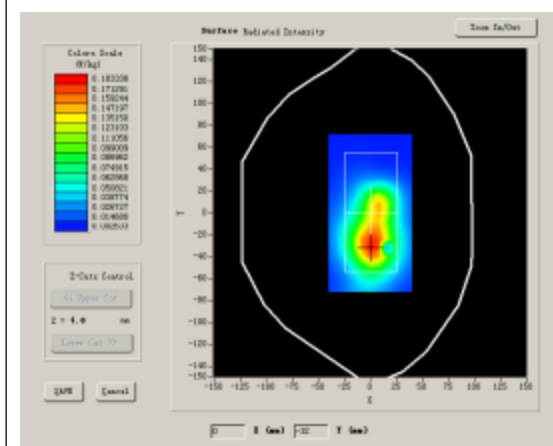 Surface Radiated Intensity
Zoom In/Out
Colors Scale
(W/kg)
0.183338
0.171291
0.159244
0.147197
0.135150
0.123103
0.111056
0.099009
0.086962
0.074915
0.062868
0.050821
0.038774
0.026727
0.014680
0.002633
150
140
120
100
80
60
40
20
0
-20
-40
-60
-80
-100
-120
-140
-150
Y
-150 -125 -100 -75 -50 -25 0 25 50 75 100 125 150
X
Z-Cuts Control
Upper Cut
Z = 4.0 mm
Lower Cut >>
SAVE
Cancel
0 X (mm) -32 Y (mm)